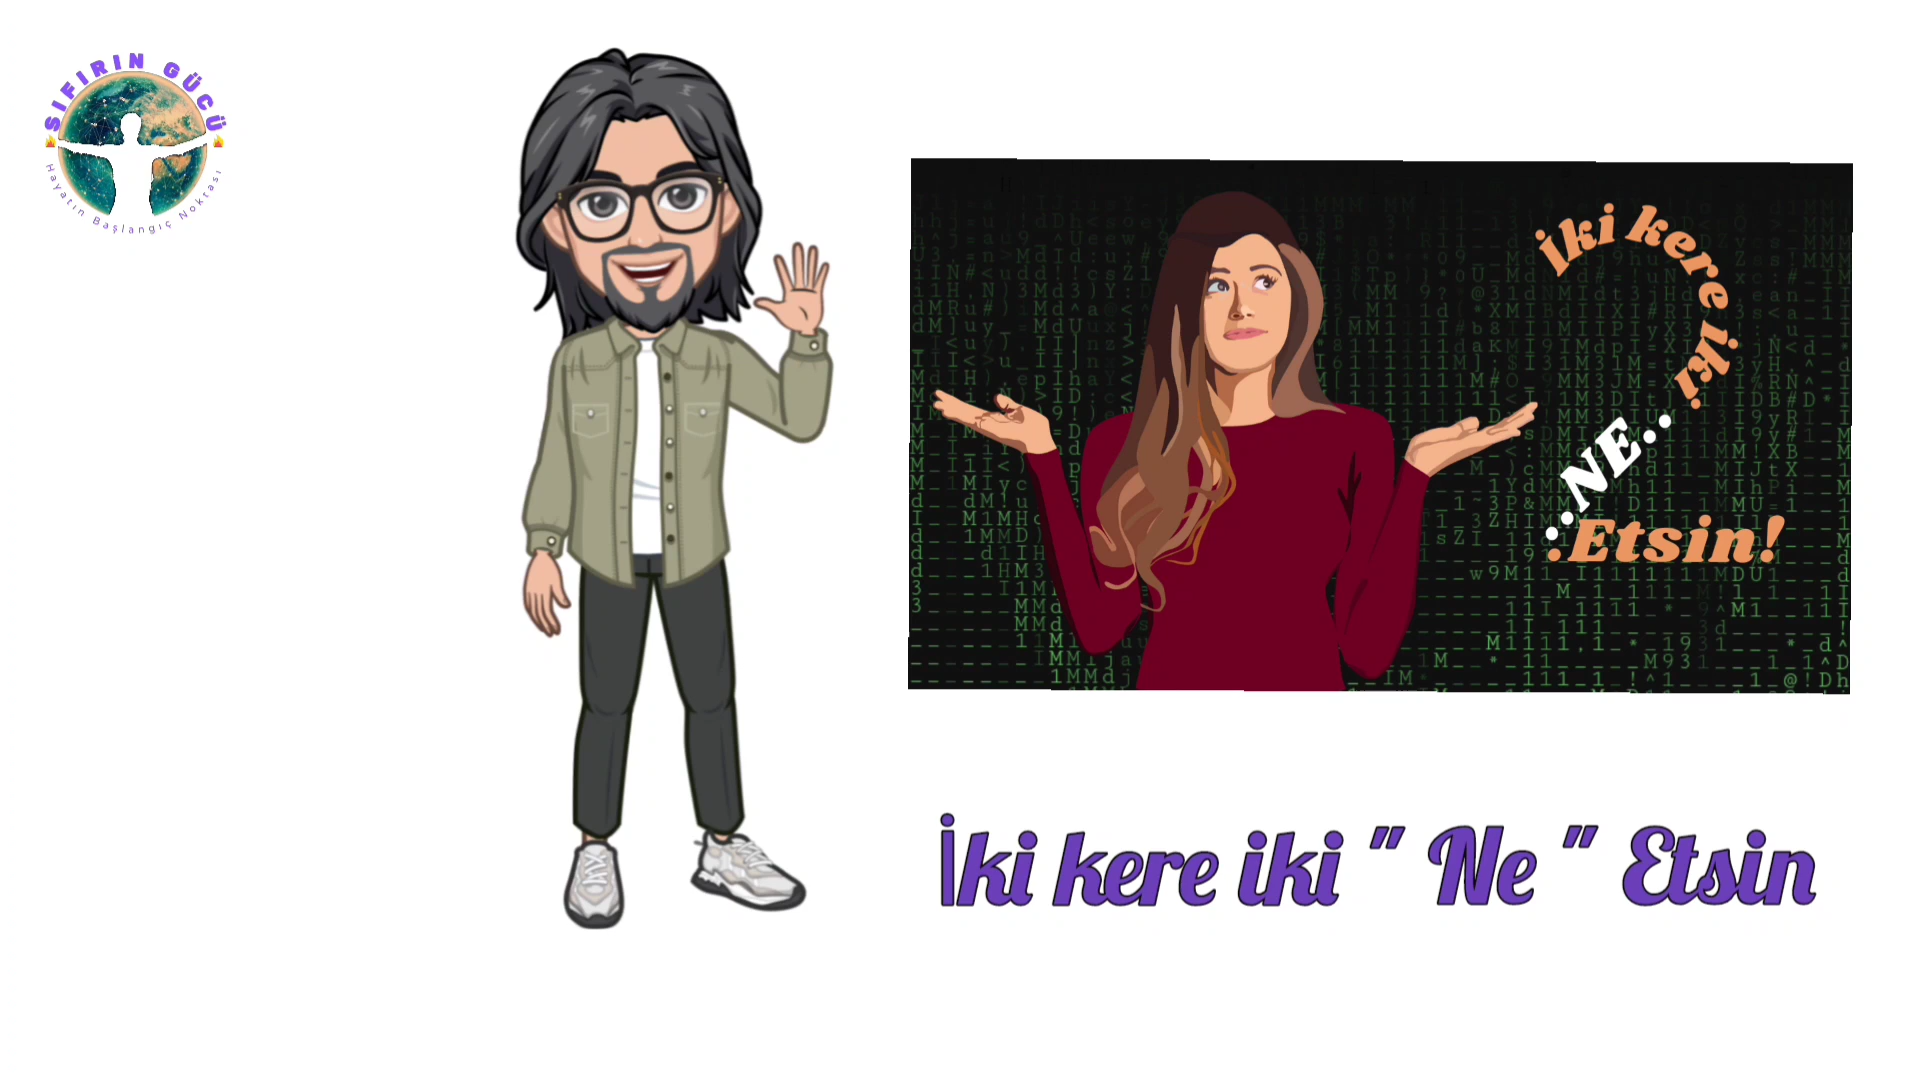 SIFIRIN GÜCÜ
Hayatın Başlangıç Noktası
İki kere iki,
..NE..
.Etsin!
İki kere iki " Ne " Etsin